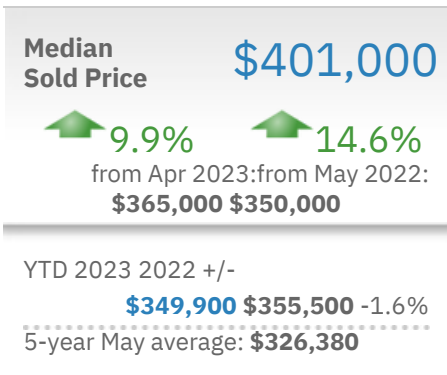 Median
Sold Price
$401,000
9.9% 14.6%
from Apr 2023:from May 2022:
$365,000 $350,000
YTD 2023 2022 +/-
$349,900 $355,500 -1.6%
5-year May average: $326,380